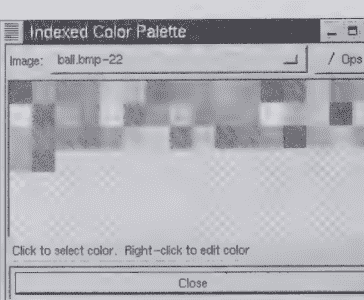 Indexed Color Palette
Image: ball.bmp-22 / Ops
Click to select color. Right-click to edit color
Close